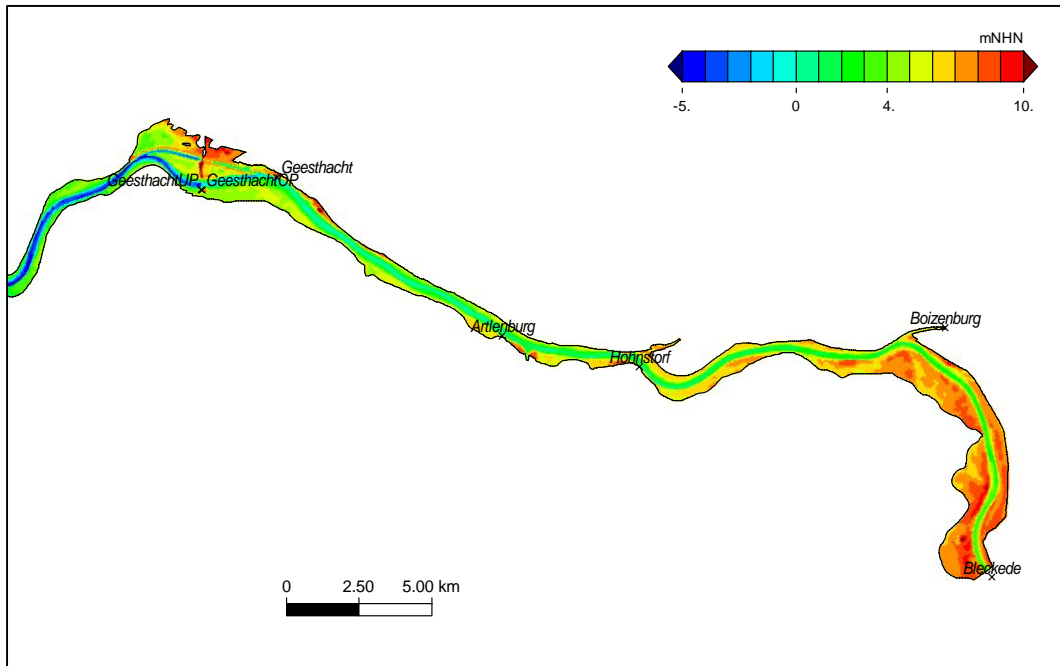 mNHN
-5. 0 4. 10.
Geesthacht
GeesthachtUP GeesthachtOP
Artlenburg
Boizenburg
Hohnstorf
Bleckede
0 2.50 5.00 km